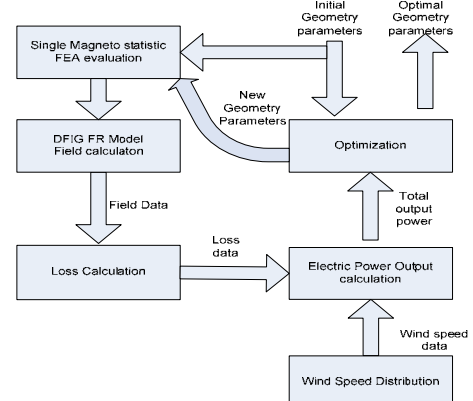 Initial
Geometry
parameters
Optimal
Geometry
parameters
Single Magneto statistic
FEA evaluation
New
Geometry
Parameters
DFIG FR Model
Field calculaton
Optimization
Field Data
Total
output
power
Loss
data
Loss Calculation
Electric Power Output
calculation
Wind speed
data
Wind Speed Distribution